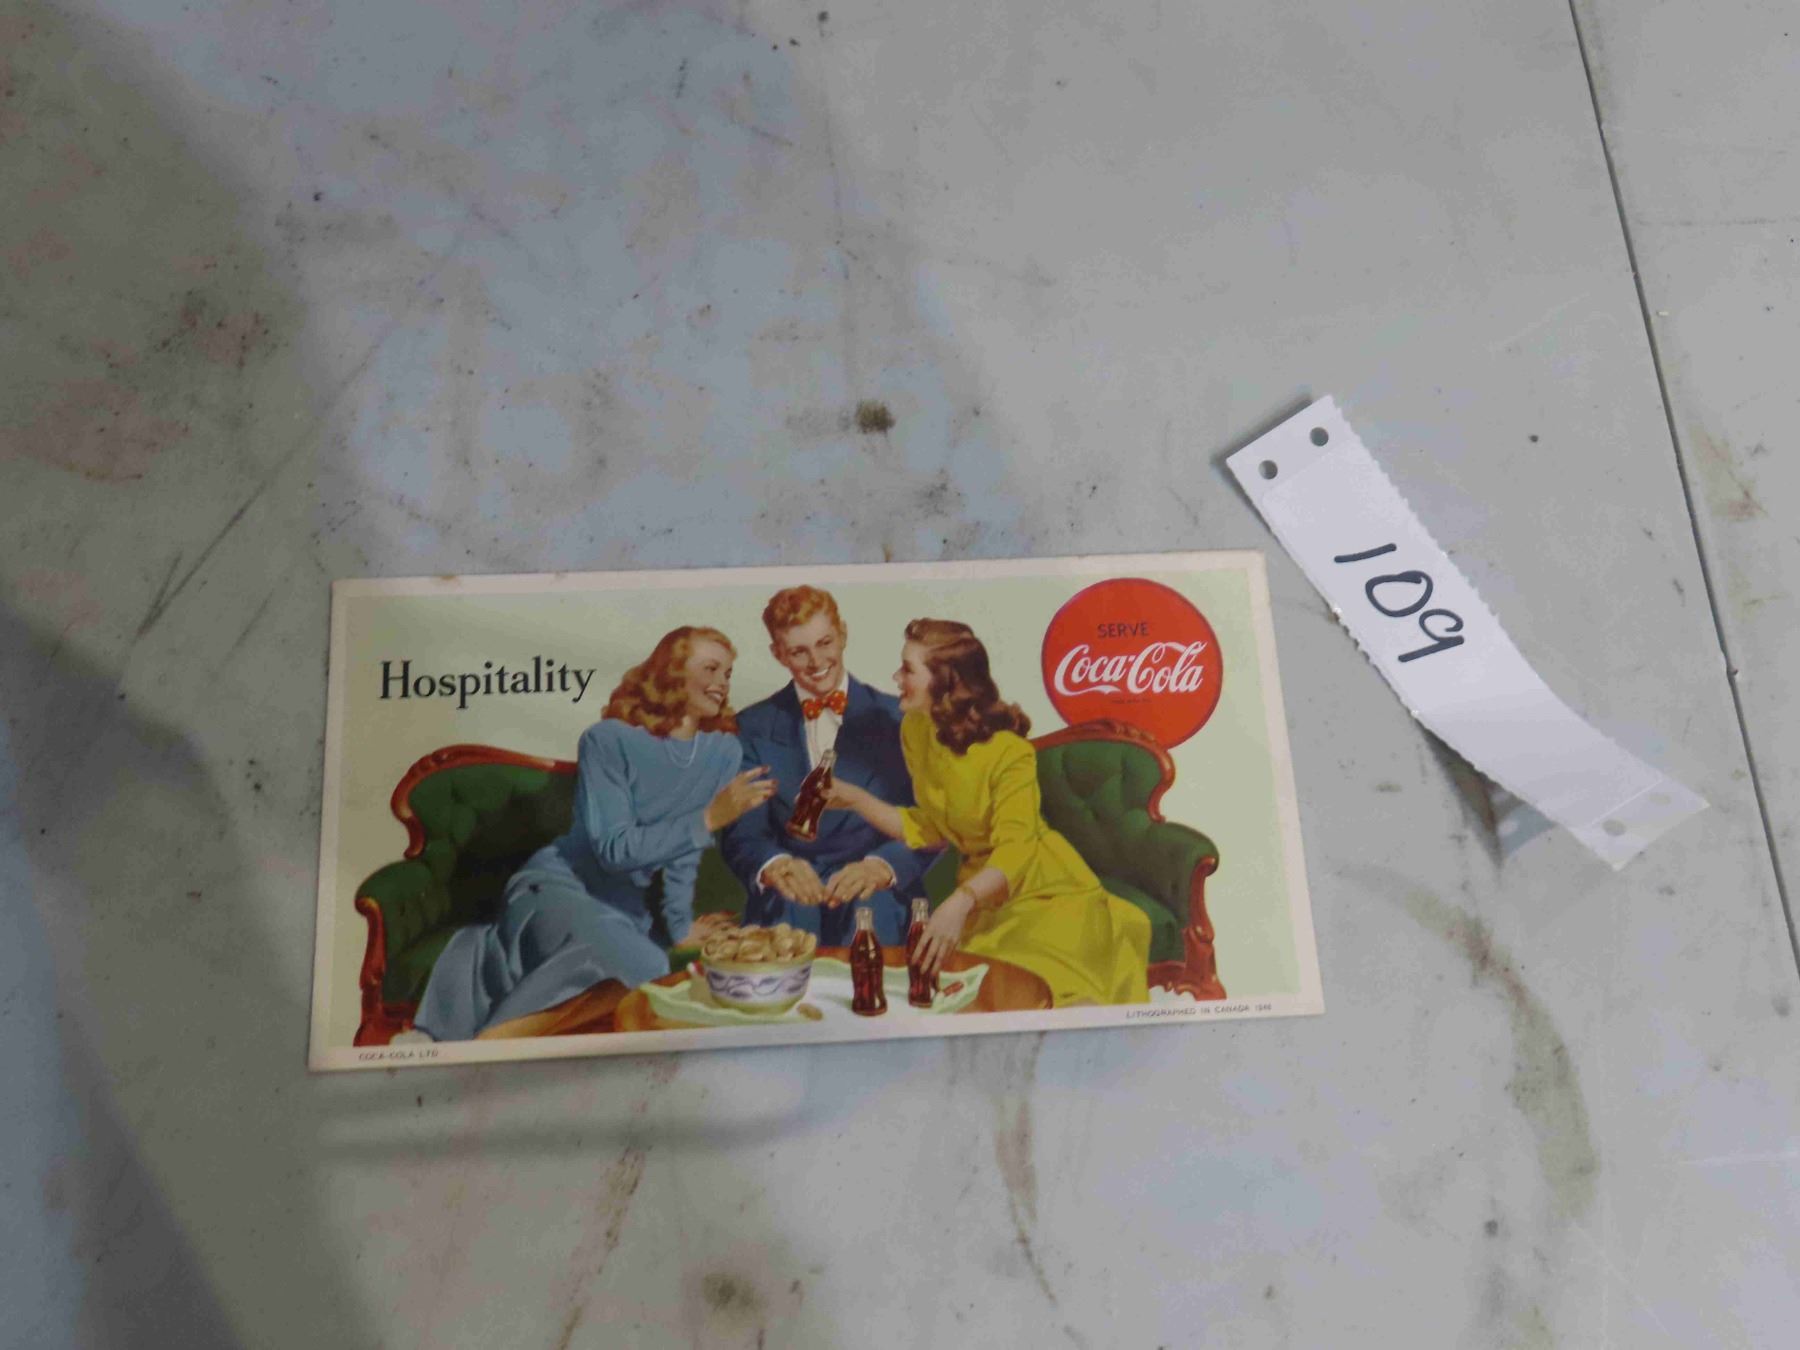 Hospitality
SERVE
Coca-Cola
COCA-COLA LTD
LITHOGRAPHED IN CANADA
109